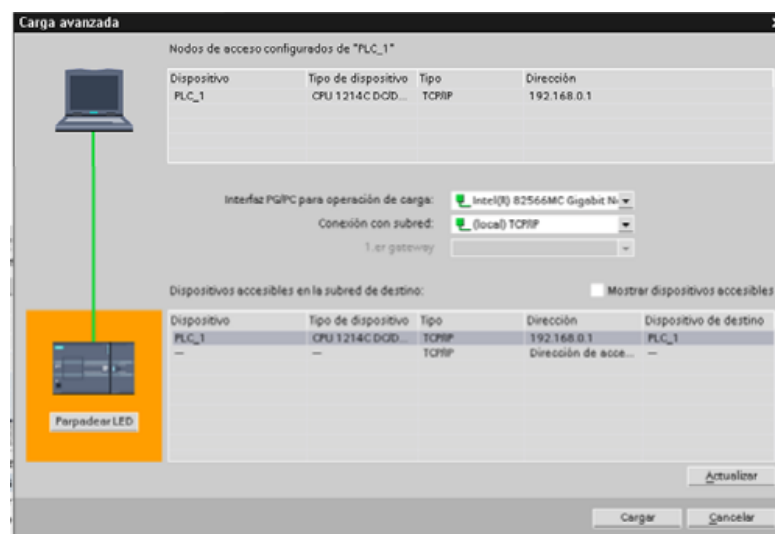 Carga avanzada
Nodos de acceso configurados de "PLC_1"
Dispositivo Tipo de dispositivo Tipo Dirección
PLC_1 CPU 1214C DC/D... TCP/IP 192.168.0.1
Interfaz PG/PC para operación de carga: Intel(R) 82566MC Gigabit N
Conexión con subred: (local) TCP/IP
1.er gateway
Dispositivos accesibles en la subred de destino: Mostrar dispositivos accesibles
Dispositivo Tipo de dispositivo Tipo Dirección Dispositivo de destino
PLC_1 CPU 1214C DC/D... TCP/IP 192.168.0.1 PLC_1
— — TCP/IP Dirección de acce... —
Parpadear LED
Actualizar
Cargar Cancelar